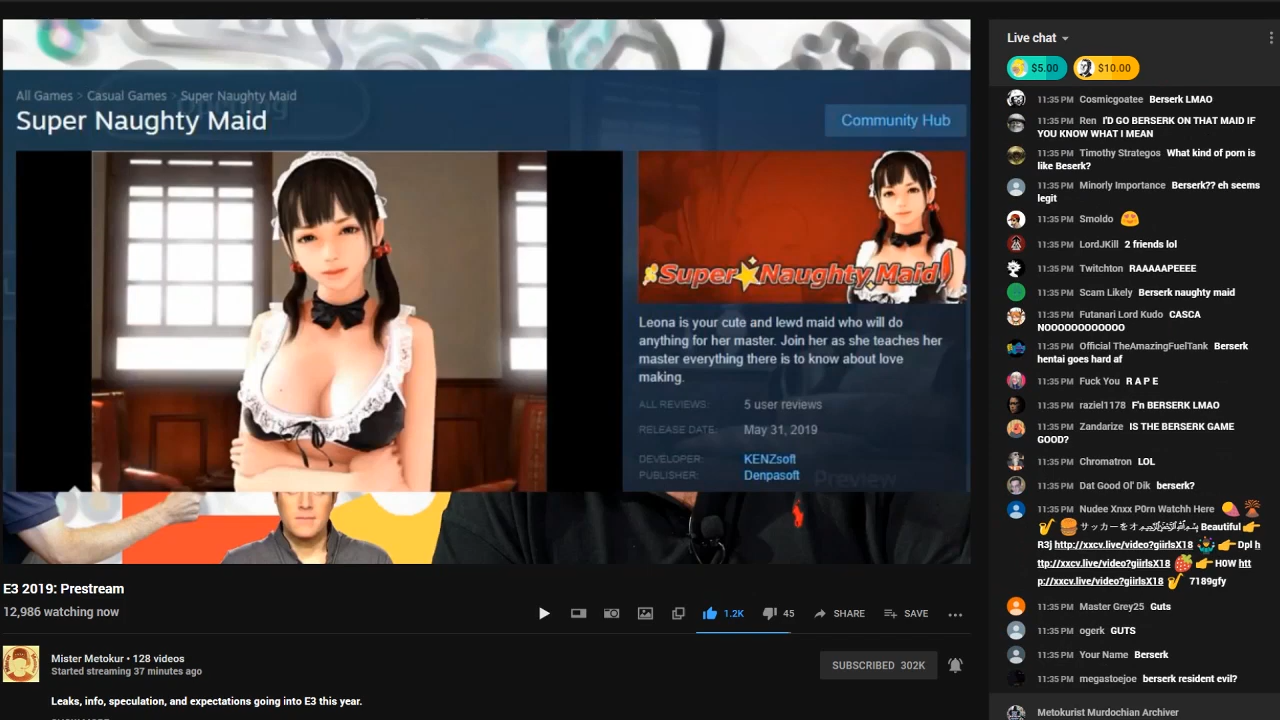 All Games > Casual Games > Super Naughty Maid
Super Naughty Maid
Community Hub
Super Naughty Maid
Leona is your cute and lewd maid who will do
anything for her master. Join her as she teaches her
master everything there is to know about love
making.
ALL REVIEWS: 5 user reviews
RELEASE DATE: May 31, 2019
DEVELOPER: KENZsoft
PUBLISHER: Denpasoft
Preview
E3 2019: Prestream
12,986 watching now
1.2K
45
SHARE
SAVE
Mister Metokur • 128 videos
Started streaming 37 minutes ago
SUBSCRIBED 302K
Leaks, info, speculation, and expectations going into E3 this year.
Live chat
$5.00
$10.00
11:35 PM Cosmicgoatee Berserk LMAO
11:35 PM Ren I'D GO BERSERK ON THAT MAID IF
YOU KNOW WHAT I MEAN
11:35 PM Timothy Strategos What kind of porn is
like Beserk?
11:35 PM Minorly Importance Berserk?? eh seems
legit
11:35 PM Smoldo 😍
11:35 PM LordJKill 2 friends lol
11:35 PM Twitchton RAAAAAPEEEE
11:35 PM Scam Likely Berserk naughty maid
11:35 PM Futanari Lord Kudo CASCA
NOOOOOOOOOOOO
11:35 PM Official TheAmazingFuelTank Berserk
hentai goes hard af
11:35 PM Fuck You R A P E
11:35 PM raziel1178 F'n BERSERK LMAO
11:35 PM Zandarize IS THE BERSERK GAME
GOOD?
11:35 PM Chromatron LOL
11:35 PM Dat Good Ol' Dik berserk?
11:35 PM Nudee Xnxx P0rn Watchh Here 🍋 🌋
🎷 🍔 サッカーをオ Beautiful 👉
R3j http://xxcv.live/video?giirlsX18 👉 Dpl h
ttp://xxcv.live/video?giirlsX18 🍓 👉 H0W htt
p://xxcv.live/video?giirlsX18 🎷 7189gfy
11:35 PM Master Grey25 Guts
11:35 PM ogerk GUTS
11:35 PM Your Name Berserk
11:35 PM megastoejoe berserk resident evil?
Metokurist Murdochian Archiver